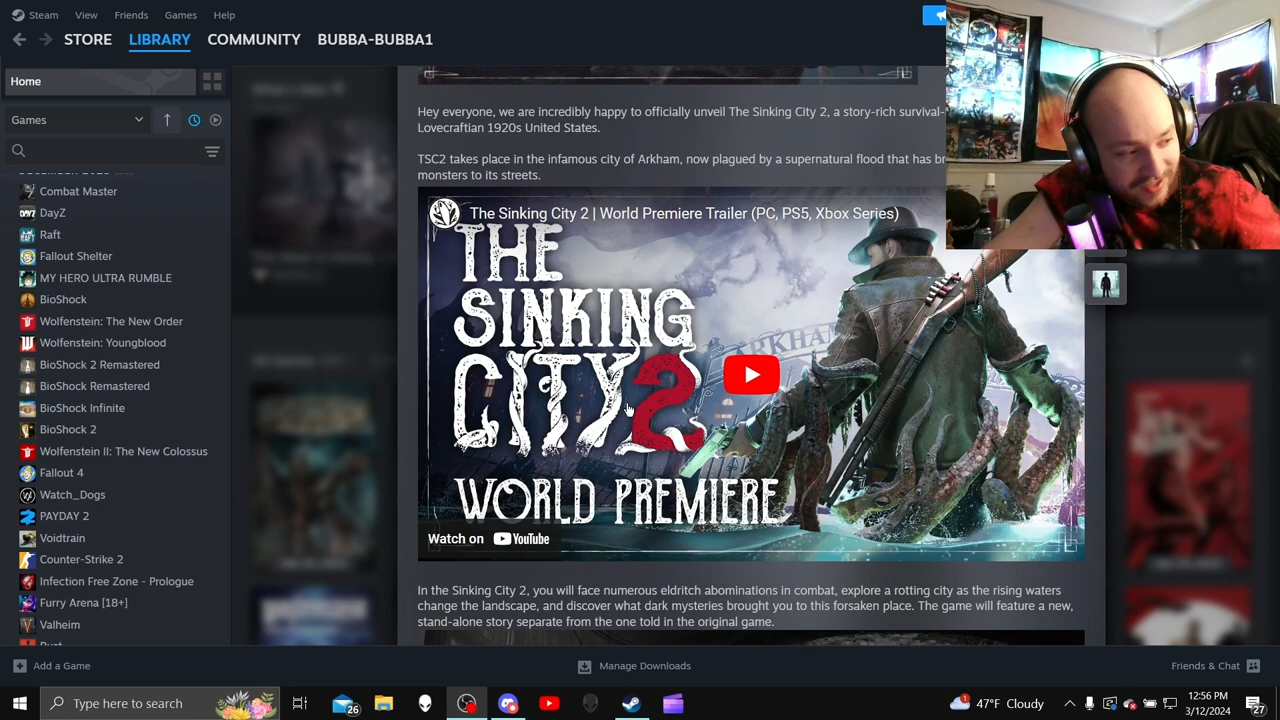 Steam View Friends Games Help
STORE LIBRARY COMMUNITY BUBBA-BUBBA1
Home
Games
Combat Master
DayZ
Raft
Fallout Shelter
MY HERO ULTRA RUMBLE
BioShock
Wolfenstein: The New Order
Wolfenstein: Youngblood
BioShock 2 Remastered
BioShock Remastered
BioShock Infinite
BioShock 2
Wolfenstein II: The New Colossus
Fallout 4
Watch_Dogs
PAYDAY 2
Voidtrain
Counter-Strike 2
Infection Free Zone - Prologue
Furry Arena [18+]
Valheim
Hey everyone, we are incredibly happy to officially unveil The Sinking City 2, a story-rich survival-
Lovecraftian 1920s United States.
TSC2 takes place in the infamous city of Arkham, now plagued by a supernatural flood that has br
monsters to its streets.
The Sinking City 2 | World Premiere Trailer (PC, PS5, Xbox Series)
THE
SINKING
CITY 2
ARKHAM
WORLD PREMIERE
Watch on YouTube
In the Sinking City 2, you will face numerous eldritch abominations in combat, explore a rotting city as the rising waters
change the landscape, and discover what dark mysteries brought you to this forsaken place. The game will feature a new,
stand-alone story separate from the one told in the original game.
Add a Game Manage Downloads Friends & Chat
Type here to search
26
47°F Cloudy
12:56 PM
3/12/2024
27